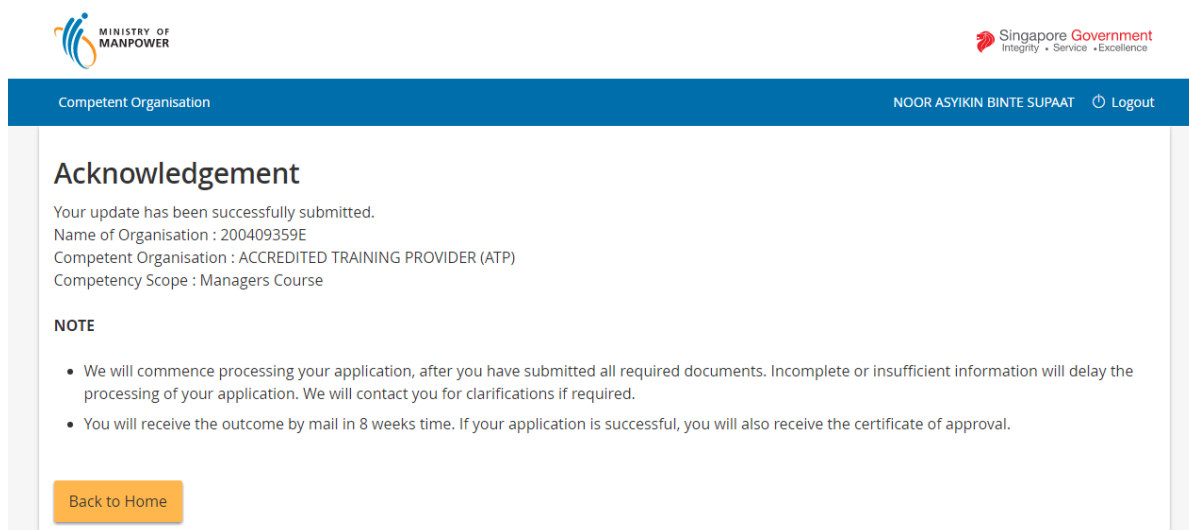 MINISTRY OF
MANPOWER
Singapore Government
Integrity • Service • Excellence
Competent Organisation
NOOR ASYIKIN BINTE SUPAAT Logout
Acknowledgement
Your update has been successfully submitted.
Name of Organisation : 200409359E
Competent Organisation : ACCREDITED TRAINING PROVIDER (ATP)
Competency Scope : Managers Course
NOTE
• We will commence processing your application, after you have submitted all required documents. Incomplete or insufficient information will delay the
processing of your application. We will contact you for clarifications if required.
• You will receive the outcome by mail in 8 weeks time. If your application is successful, you will also receive the certificate of approval.
Back to Home